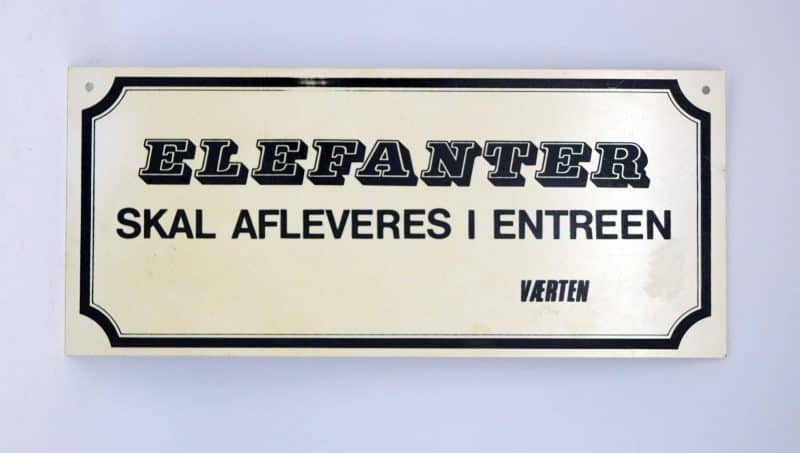 ELEFANTER
SKAL AFLEVERES I ENTREEN
VÆRTEN